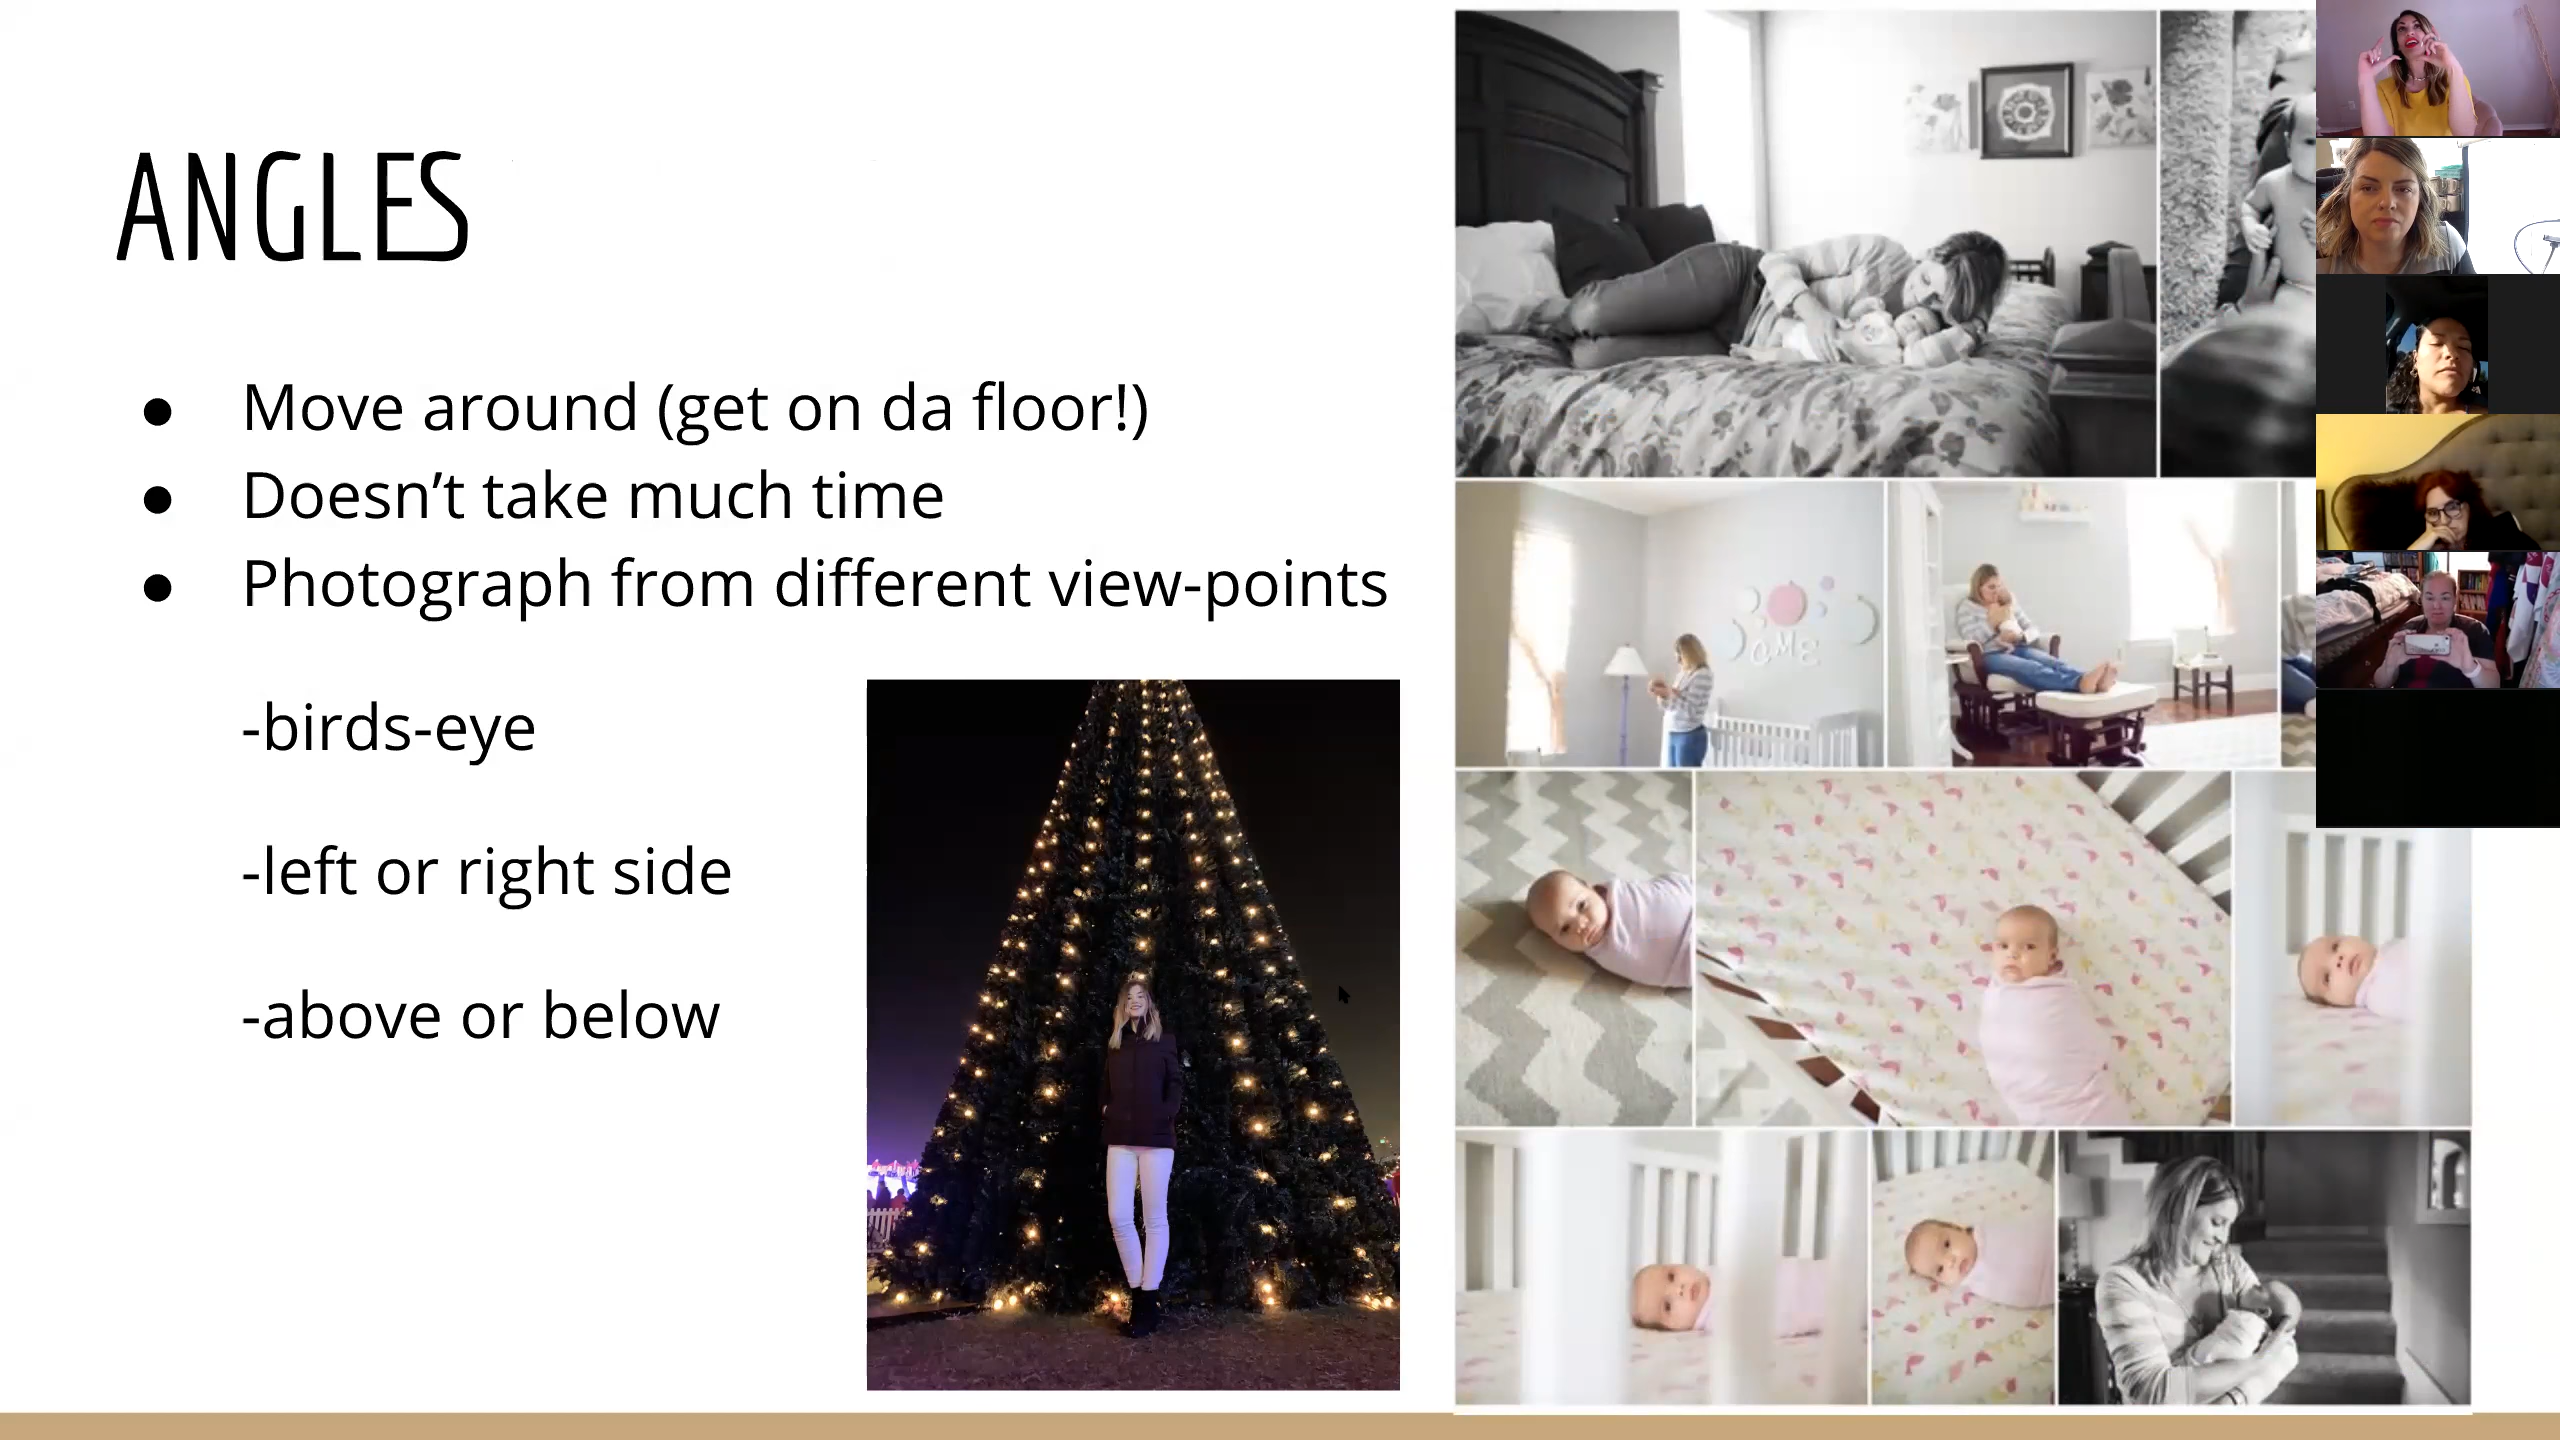 ANGLES
● Move around (get on da floor!)
● Doesn’t take much time
● Photograph from different view-points
-birds-eye
-left or right side
-above or below